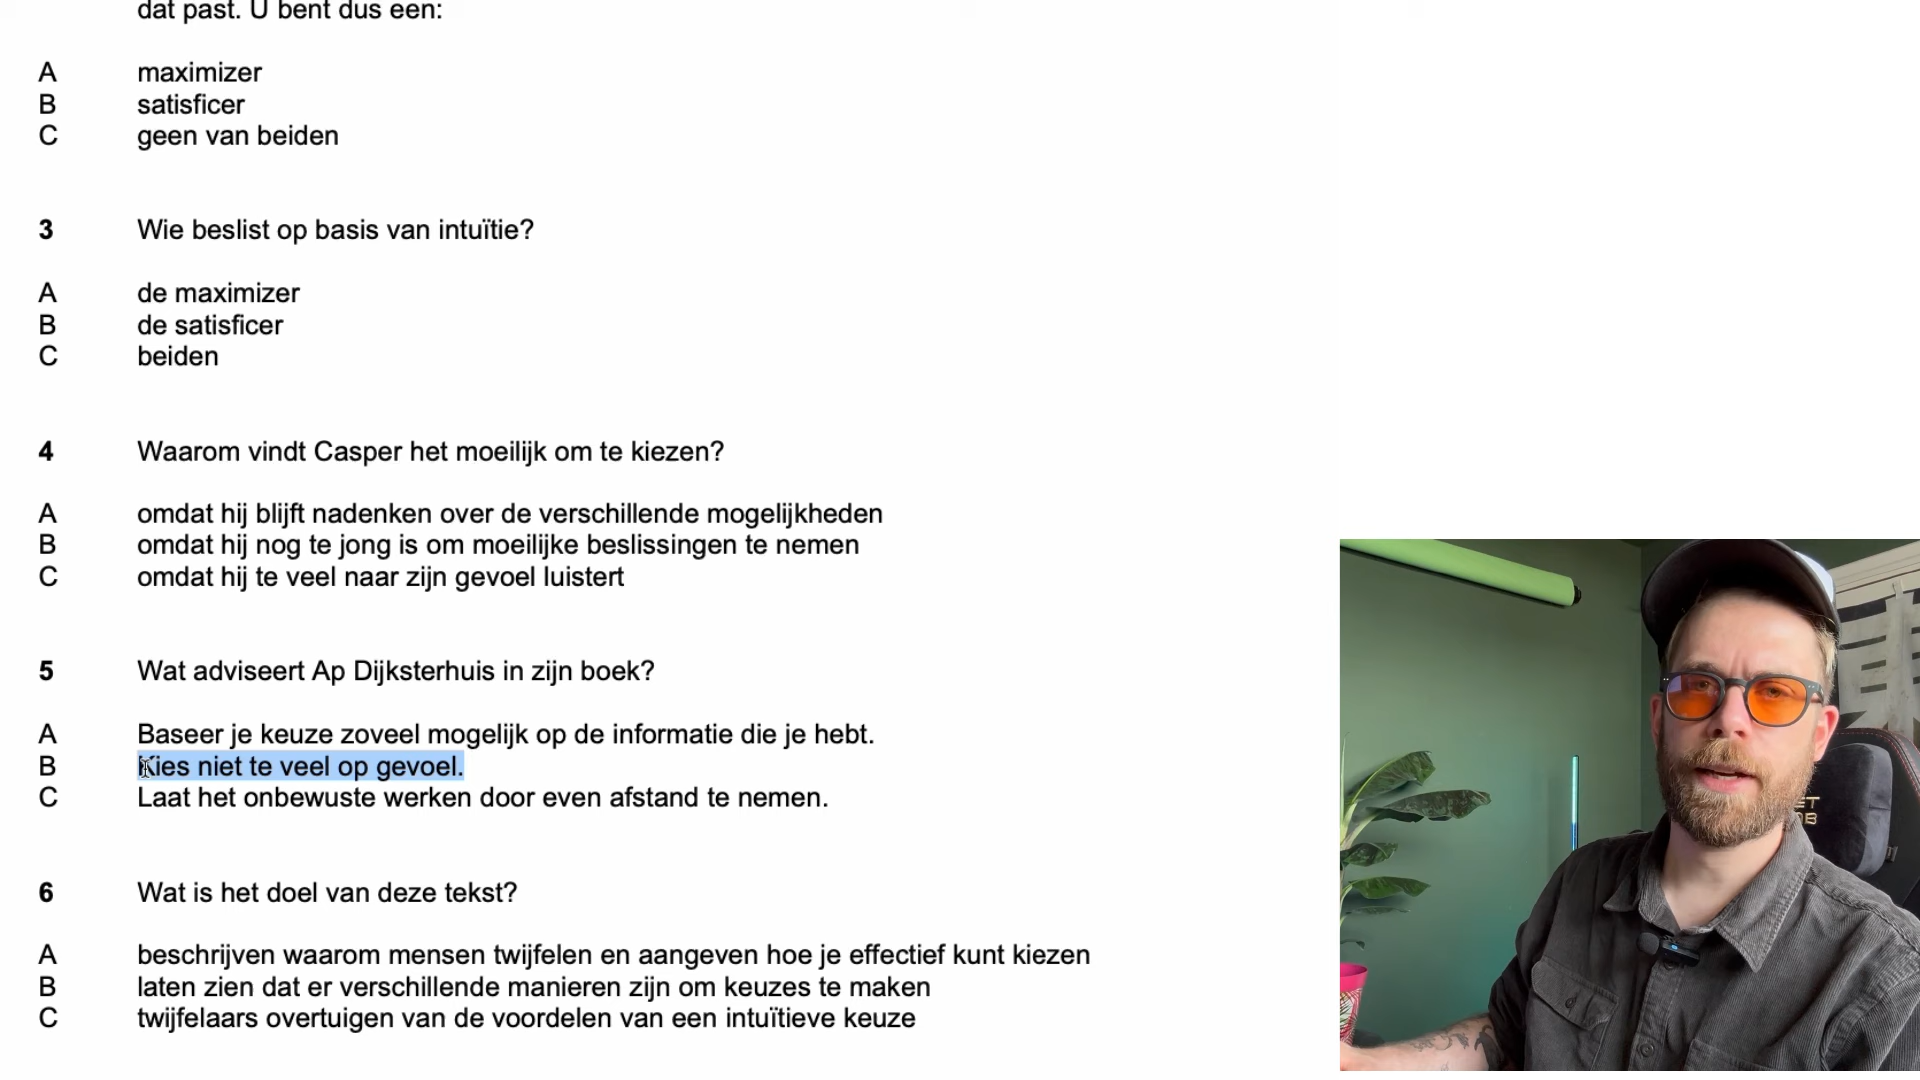 dat past. U bent dus een:
A maximizer
B satisficer
C geen van beiden
3 Wie beslist op basis van intuïtie?
A de maximizer
B de satisficer
C beiden
4 Waarom vindt Casper het moeilijk om te kiezen?
A omdat hij blijft nadenken over de verschillende mogelijkheden
B omdat hij nog te jong is om moeilijke beslissingen te nemen
C omdat hij te veel naar zijn gevoel luistert
5 Wat adviseert Ap Dijksterhuis in zijn boek?
A Baseer je keuze zoveel mogelijk op de informatie die je hebt.
B Kies niet te veel op gevoel.
C Laat het onbewuste werken door even afstand te nemen.
6 Wat is het doel van deze tekst?
A beschrijven waarom mensen twijfelen en aangeven hoe je effectief kunt kiezen
B laten zien dat er verschillende manieren zijn om keuzes te maken
C twijfelaars overtuigen van de voordelen van een intuïtieve keuze